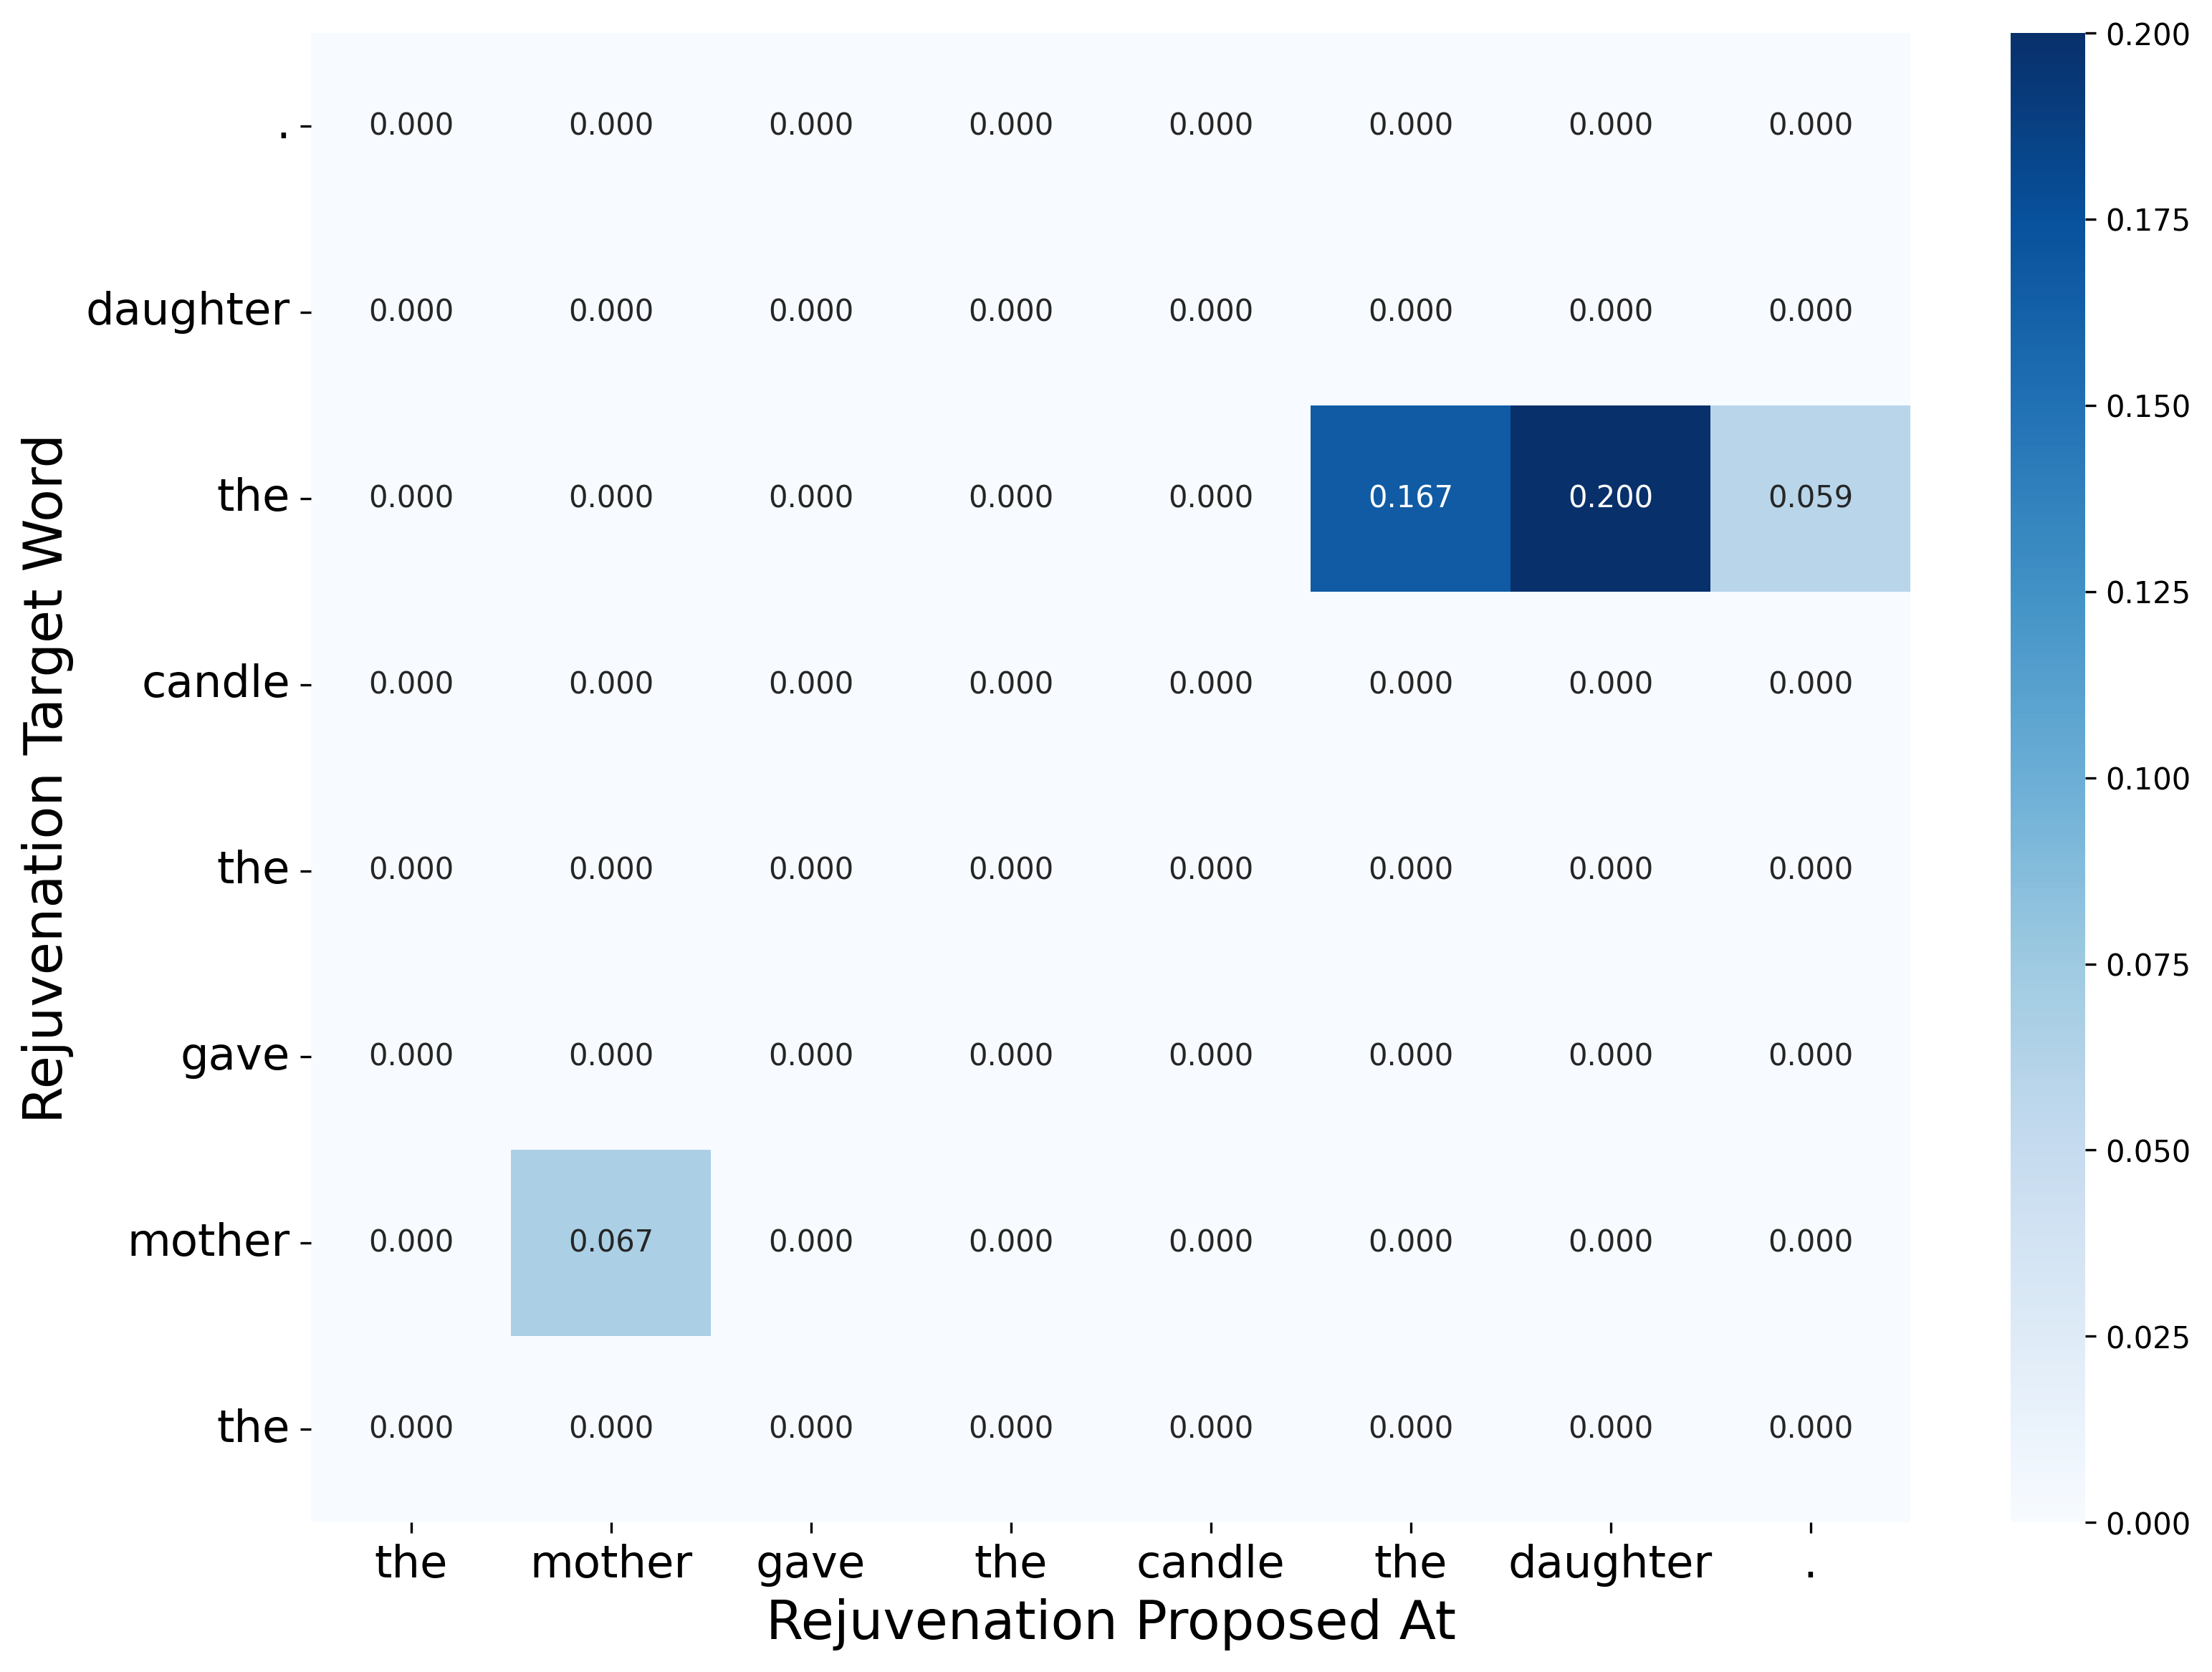 Rejuvenation Target Word
. 0.000 0.000 0.000 0.000 0.000 0.000 0.000 0.000
daughter 0.000 0.000 0.000 0.000 0.000 0.000 0.000 0.000
the 0.000 0.000 0.000 0.000 0.000 0.167 0.200 0.059
candle 0.000 0.000 0.000 0.000 0.000 0.000 0.000 0.000
the 0.000 0.000 0.000 0.000 0.000 0.000 0.000 0.000
gave 0.000 0.000 0.000 0.000 0.000 0.000 0.000 0.000
mother 0.000 0.067 0.000 0.000 0.000 0.000 0.000 0.000
the 0.000 0.000 0.000 0.000 0.000 0.000 0.000 0.000
the mother gave the candle the daughter .
Rejuvenation Proposed At
0.200
0.175
0.150
0.125
0.100
0.075
0.050
0.025
0.000